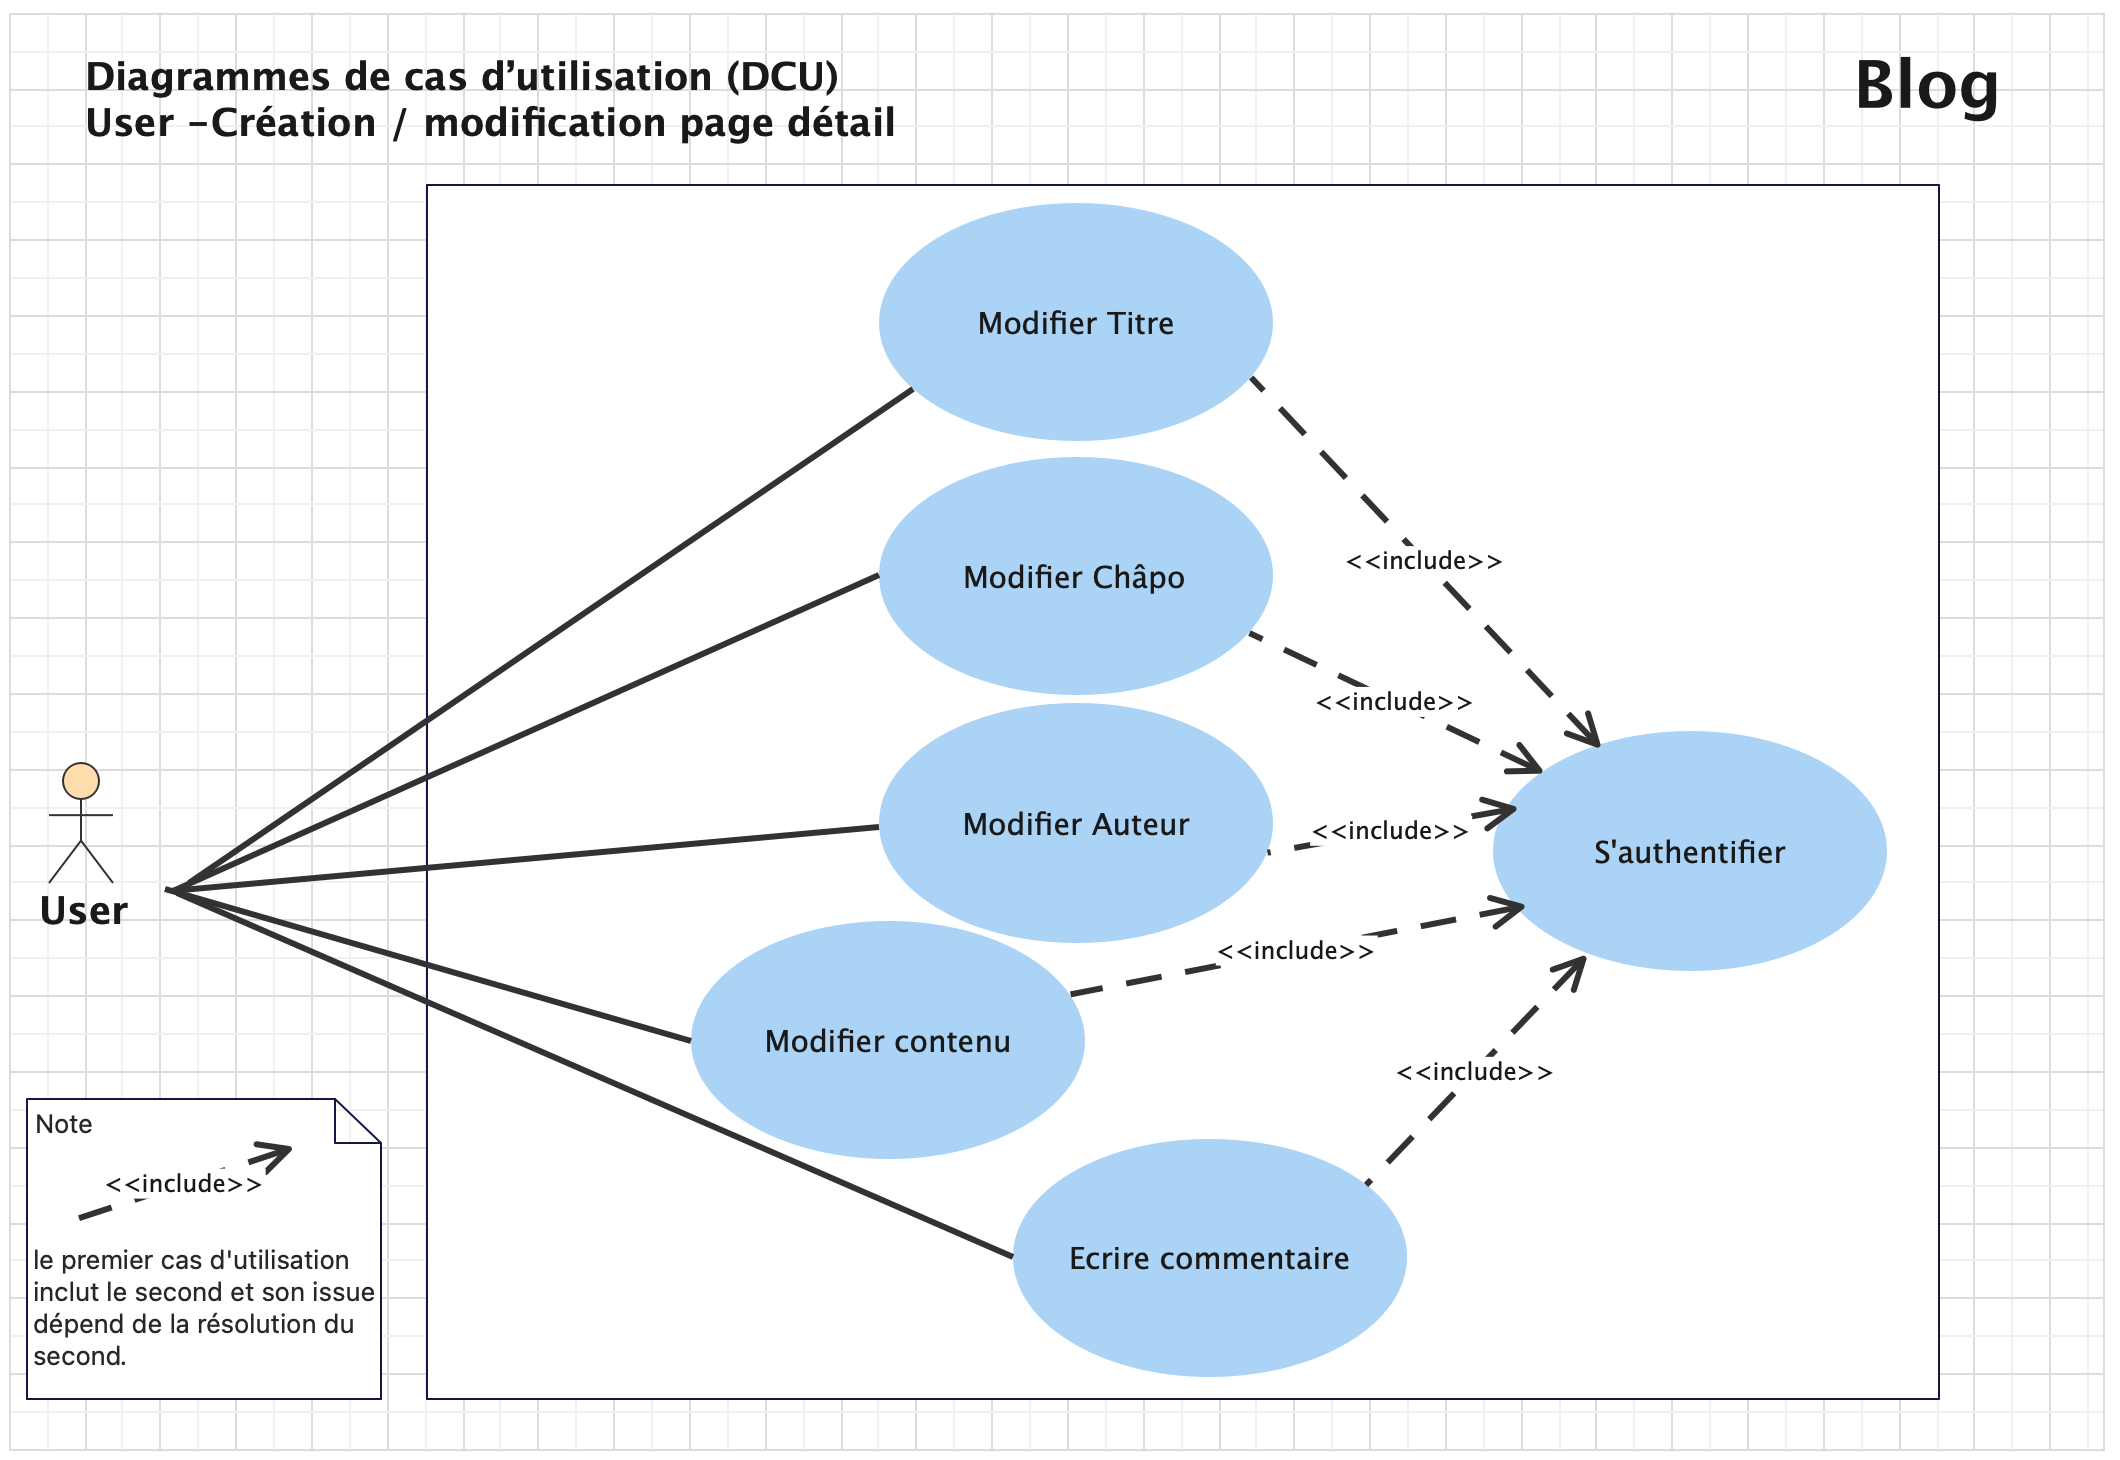 Diagrammes de cas d’utilisation (DCU)
User –Création / modification page détail
Blog
Modifier Titre
<<include>>
Modifier Châpo
<<include>>
Modifier Auteur
<<include>>
S'authentifier
User
<<include>>
Modifier contenu
<<include>>
Ecrire commentaire
Note
<<include>>
le premier cas d'utilisation
inclut le second et son issue
dépend de la résolution du
second.